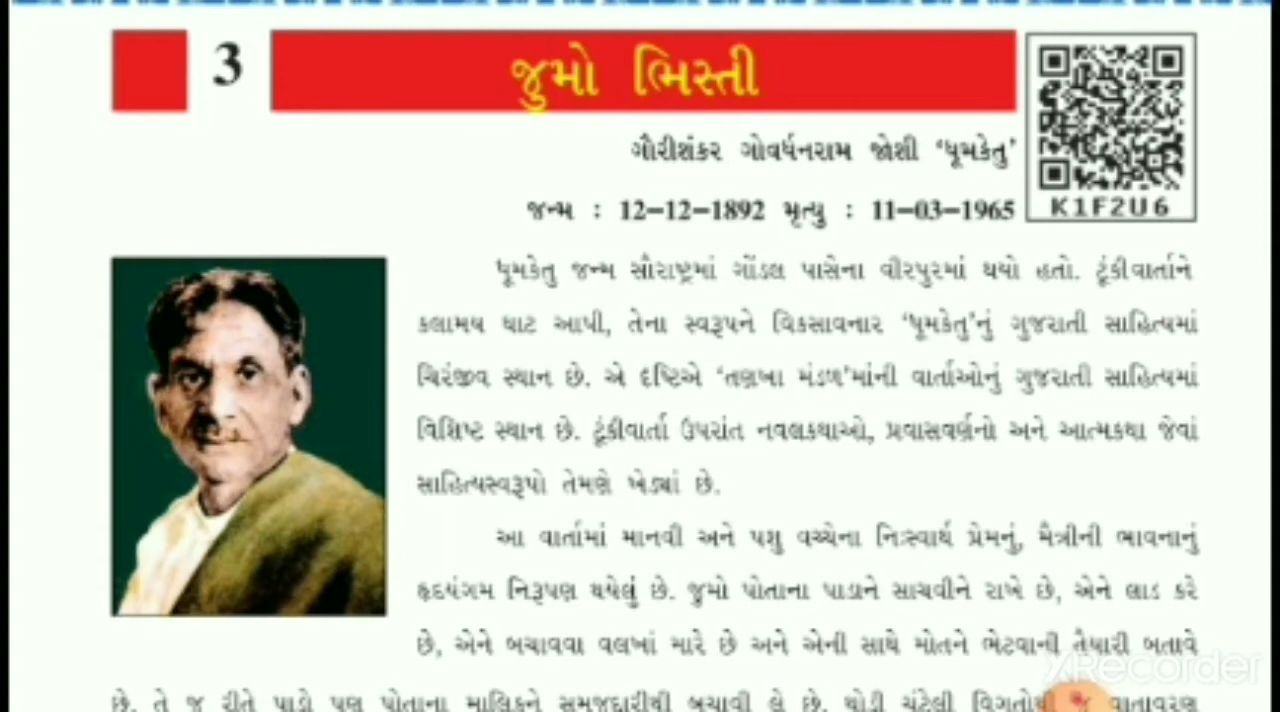 3 જુમો ભિસ્તી
ગૌરીશંકર ગોવર્ધનરામ જોશી ‘ધૂમકેતુ’
જન્મ : 12–12–1892 મૃત્યુ : 11–03–1965
K1F2U6
ધૂમકેતુ જન્મ સૌરાષ્ટ્રમાં ગોંડલ પાસેના વીરપુરમાં થયો હતો. ટૂંકીવાર્તાને
કલામય ઘાટ આપી, તેના સ્વરૂપને વિકસાવનાર ‘ધૂમકેતુ’નું ગુજરાતી સાહિત્યમાં
ચિરંજીવ સ્થાન છે. એ દૃષ્ટિએ ‘તણખા મંડળ’માંની વાર્તાઓનું ગુજરાતી સાહિત્યમાં
વિશિષ્ટ સ્થાન છે. ટૂંકીવાર્તા ઉપરાંત નવલકથાઓ, પ્રવાસવર્ણનો અને આત્મકથા જેવાં
સાહિત્યસ્વરૂપો તેમણે ખેડ્યાં છે.
આ વાર્તામાં માનવી અને પશુ વચ્ચેના નિઃસ્વાર્થ પ્રેમનું, મૈત્રીની ભાવનાનું
હૃદયંગમ નિરૂપણ થયેલું છે. જુમો પોતાના પાડાને સાચવીને રાખે છે, એને લાડ કરે
છે, એને બચાવવા વલખાં મારે છે અને એની સાથે મોતને ભેટવાની તૈયારી બતાવે
છે. તે જ રીતે પાડો પણ પોતાના માલિકને સમજદારીથી બચાવી લે છે. થોડી ચૂંટેલી વિગતોથી જ વાતાવરણ
XRecorder